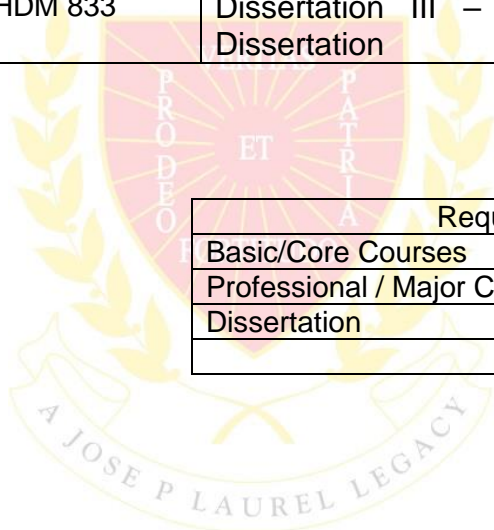 HDM 833
Dissertation III –
Dissertation
VERITAS
PRO DEO
ET
PATRIA
Requ
Basic/Core Courses
Professional / Major C
Dissertation
A JOSE P LAUREL LEGACY